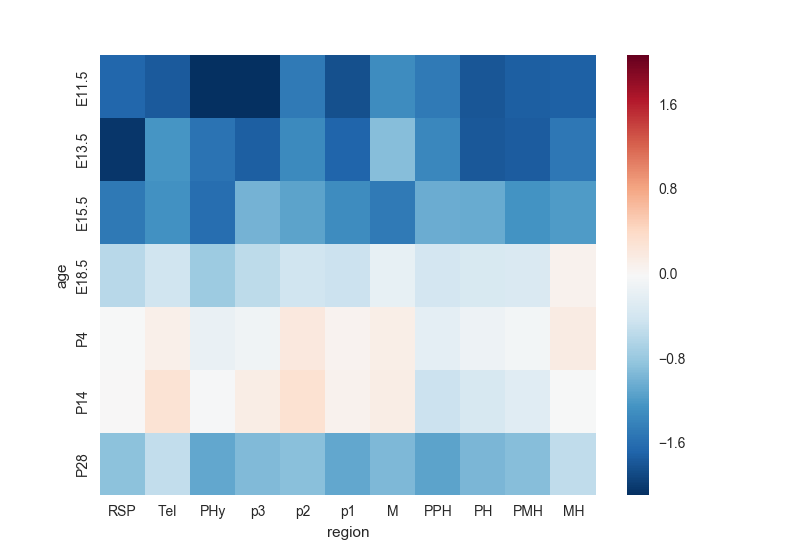 E11.5
E13.5
E15.5
E18.5
P4
P14
P28
age
RSP Tel PHy p3 p2 p1 M PPH PH PMH MH
region
1.6
0.8
0.0
−0.8
−1.6